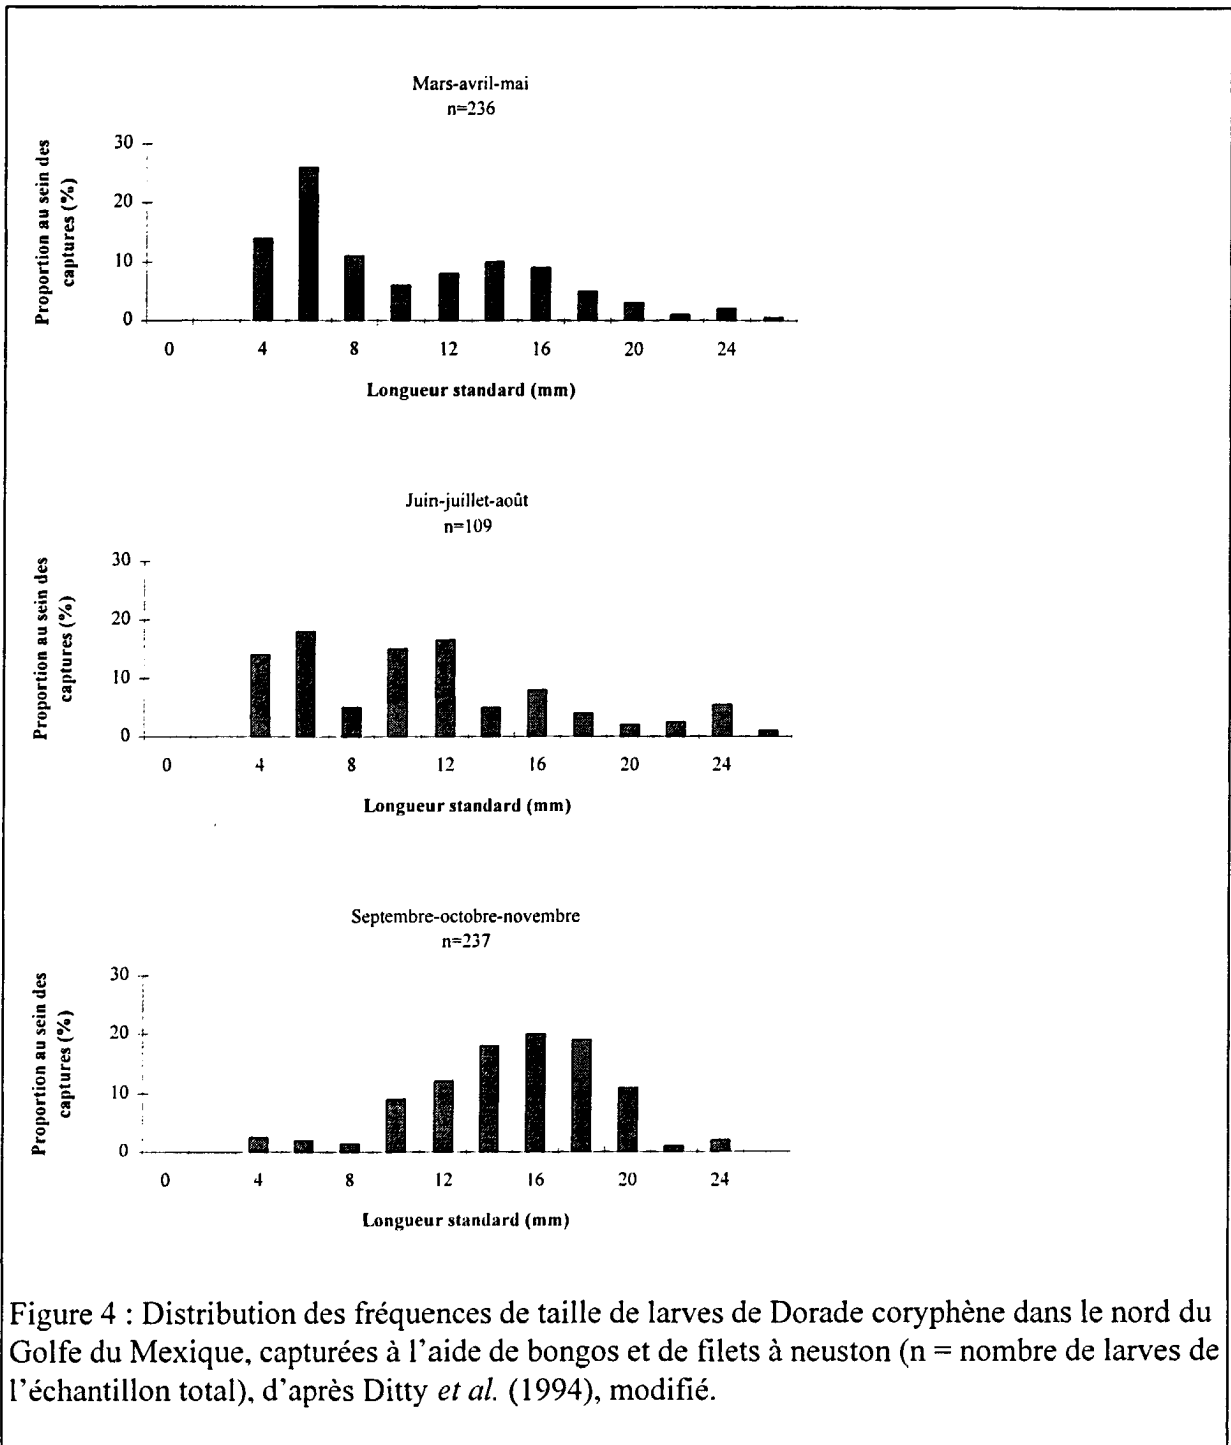 Mars-avril-mai
n=236
Proportion au sein des
captures (%)
30
20
10
0
0 4 8 12 16 20 24
Longueur standard (mm)
Juin-juillet-août
n=109
Proportion au sein des
captures (%)
30
20
10
0
0 4 8 12 16 20 24
Longueur standard (mm)
Septembre-octobre-novembre
n=237
Proportion au sein des
captures (%)
30
20
10
0
0 4 8 12 16 20 24
Longueur standard (mm)
Figure 4 : Distribution des fréquences de taille de larves de Dorade coryphène dans le nord du
Golfe du Mexique, capturées à l'aide de bongos et de filets à neuston (n = nombre de larves de
l'échantillon total), d'après Ditty et al. (1994), modifié.